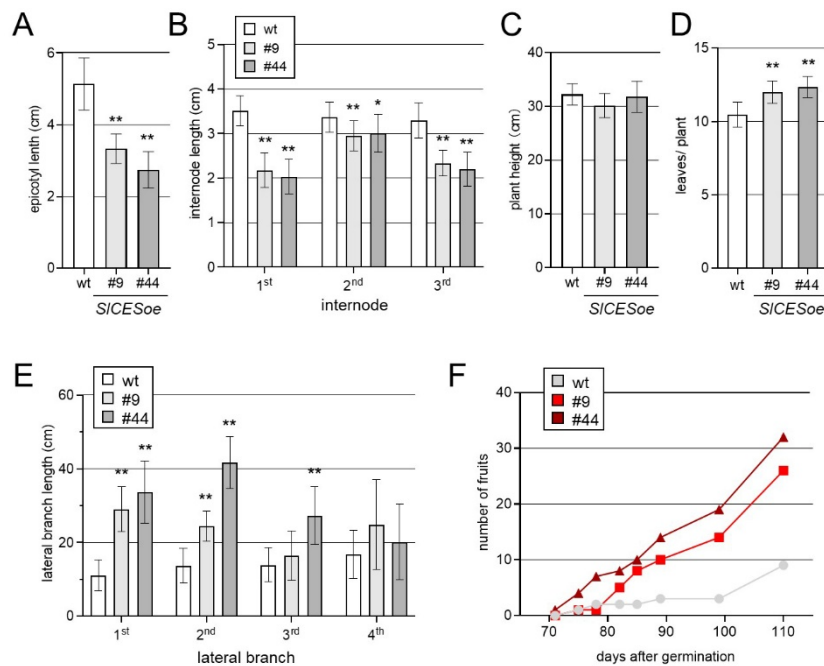 A
epicotyl lenth (cm)
6
4
2
0
wt #9 #44
SlCESoe
**
**
B
wt
#9
#44
internode length (cm)
5
4
3
2
1
0
** **
** *
** **
1st 2nd 3rd
internode
C
plant height (cm)
40
30
20
10
0
wt #9 #44
SlCESoe
D
leaves/ plant
15
10
5
0
** **
wt #9 #44
SlCESoe
E
wt
#9
#44
lateral branch length (cm)
60
40
20
0
** **
** **
**
1st 2nd 3rd 4th
lateral branch
F
wt
#9
#44
number of fruits
40
30
20
10
0
70 80 90 100 110
days after germination